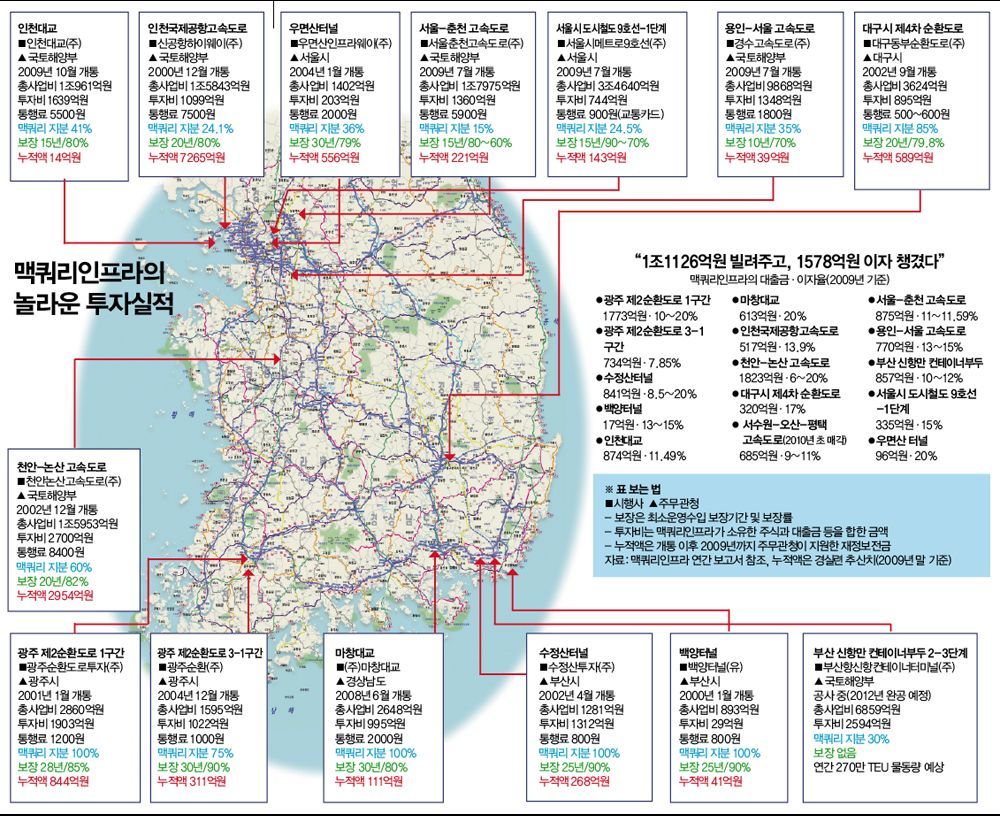 인천대교
■인천대교(주)
▲국토해양부
2009년 10월 개통
총사업비 1조961억원
투자비 1639억원
통행료 5500원
맥쿼리 지분 41%
보장 15년/80%
누적액 14억원
인천국제공항고속도로
■신공항하이웨이(주)
▲국토해양부
2000년 12월 개통
총사업비 1조5843억원
투자비 1099억원
통행료 7500원
맥쿼리 지분 24.1%
보장 20년/80%
누적액 7265억원
우면산터널
■우면산인프라웨이(주)
▲서울시
2004년 1월 개통
총사업비 1402억원
투자비 203억원
통행료 2000원
맥쿼리 지분 36%
보장 30년/79%
누적액 556억원
서울-춘천 고속도로
■서울춘천고속도로(주)
▲국토해양부
2009년 7월 개통
총사업비 1조7975억원
투자비 1360억원
통행료 5900원
맥쿼리 지분 15%
보장 15년/80~60%
누적액 221억원
서울시 도시철도 9호선-1단계
■서울시메트로9호선(주)
▲서울시
2009년 7월 개통
총사업비 3조4640억원
투자비 744억원
통행료 900원(교통카드)
맥쿼리 지분 24.5%
보장 15년/90~70%
누적액 143억원
용인-서울 고속도로
■경수고속도로(주)
▲국토해양부
2009년 7월 개통
총사업비 9868억원
투자비 1348억원
통행료 1800원
맥쿼리 지분 35%
보장 10년/70%
누적액 39억원
대구시 제4차 순환도로
■대구동부순환도로(주)
▲대구시
2002년 9월 개통
총사업비 3624억원
투자비 895억원
통행료 500~600원
맥쿼리 지분 85%
보장 20년/79.8%
누적액 589억원
맥쿼리인프라의
놀라운 투자실적
“1조1126억원 빌려주고, 1578억원 이자 챙겼다”
맥쿼리인프라의 대출금·이자율(2009년 기준)
●광주 제2순환도로 1구간
1773억원·10~20%
●광주 제2순환도로 3-1
구간
734억원·7.85%
●수정산터널
841억원·8.5~20%
●백양터널
17억원·13~15%
●인천대교
874억원·11.49%
●마창대교
613억원·20%
●인천국제공항고속도로
517억원·13.9%
●천안-논산 고속도로
1823억원·6~20%
●대구시 제4차 순환도로
320억원·17%
●서수원-오산-평택
고속도로(2010년 초 매각)
685억원·9~11%
●서울-춘천 고속도로
875억원·11~11.59%
●용인-서울 고속도로
770억원·13~15%
●부산 신항만 컨테이너부두
857억원·10~12%
●서울시 도시철도 9호선
-1단계
335억원·15%
●우면산 터널
96억원·20%
※ 표 보는 법
■시행사 ▲주무관청
- 보장은 최소운영수입 보장기간 및 보장률
- 투자비는 맥쿼리인프라가 소유한 주식과 대출금 등을 합한 금액
- 누적액은 개통 이후 2009년까지 주무관청이 지원한 재정보전금
자료: 맥쿼리인프라 연간 보고서 참조, 누적액은 경실련 추산치(2009년 말 기준)
천안-논산 고속도로
■천안논산고속도로(주)
▲국토해양부
2002년 12월 개통
총사업비 1조5953억원
투자비 2700억원
통행료 8400원
맥쿼리 지분 60%
보장 20년/82%
누적액 2954억원
광주 제2순환도로 1구간
■광주순환도로투자(주)
▲광주시
2001년 1월 개통
총사업비 2860억원
투자비 1903억원
통행료 1200원
맥쿼리 지분 100%
보장 28년/85%
누적액 844억원
광주 제2순환도로 3-1구간
■광주순환(주)
▲광주시
2004년 12월 개통
총사업비 1595억원
투자비 1022억원
통행료 1000원
맥쿼리 지분 75%
보장 30년/90%
누적액 311억원
마창대교
■(주)마창대교
▲경상남도
2008년 6월 개통
총사업비 2648억원
투자비 995억원
통행료 2000원
맥쿼리 지분 100%
보장 30년/80%
누적액 111억원
수정산터널
■수정산투자(주)
▲부산시
2002년 4월 개통
총사업비 1281억원
투자비 1312억원
통행료 800원
맥쿼리 지분 100%
보장 25년/90%
누적액 268억원
백양터널
■백양터널(유)
▲부산시
2000년 1월 개통
총사업비 893억원
투자비 29억원
통행료 800원
맥쿼리 지분 100%
보장 25년/90%
누적액 41억원
부산 신항만 컨테이너부두 2-3단계
■부산항신항컨테이너터미널(주)
▲국토해양부
공사 중(2012년 완공 예정)
총사업비 6859억원
투자비 2594억원
맥쿼리 지분 30%
보장 없음
연간 270만 TEU 물동량 예상
황해
남해